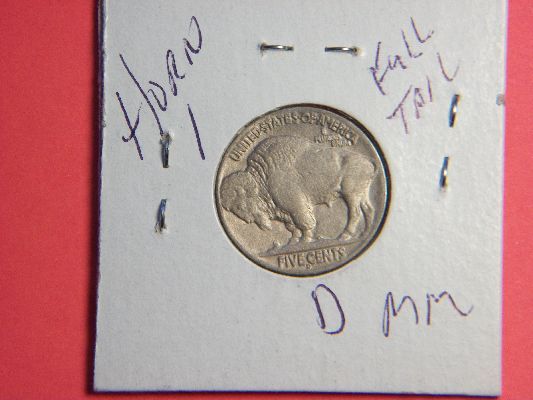 HORN
1
FULL
TAIL
UNITED STATES OF AMERICA
E PLURIBUS
UNUM
FIVE CENTS
D MM